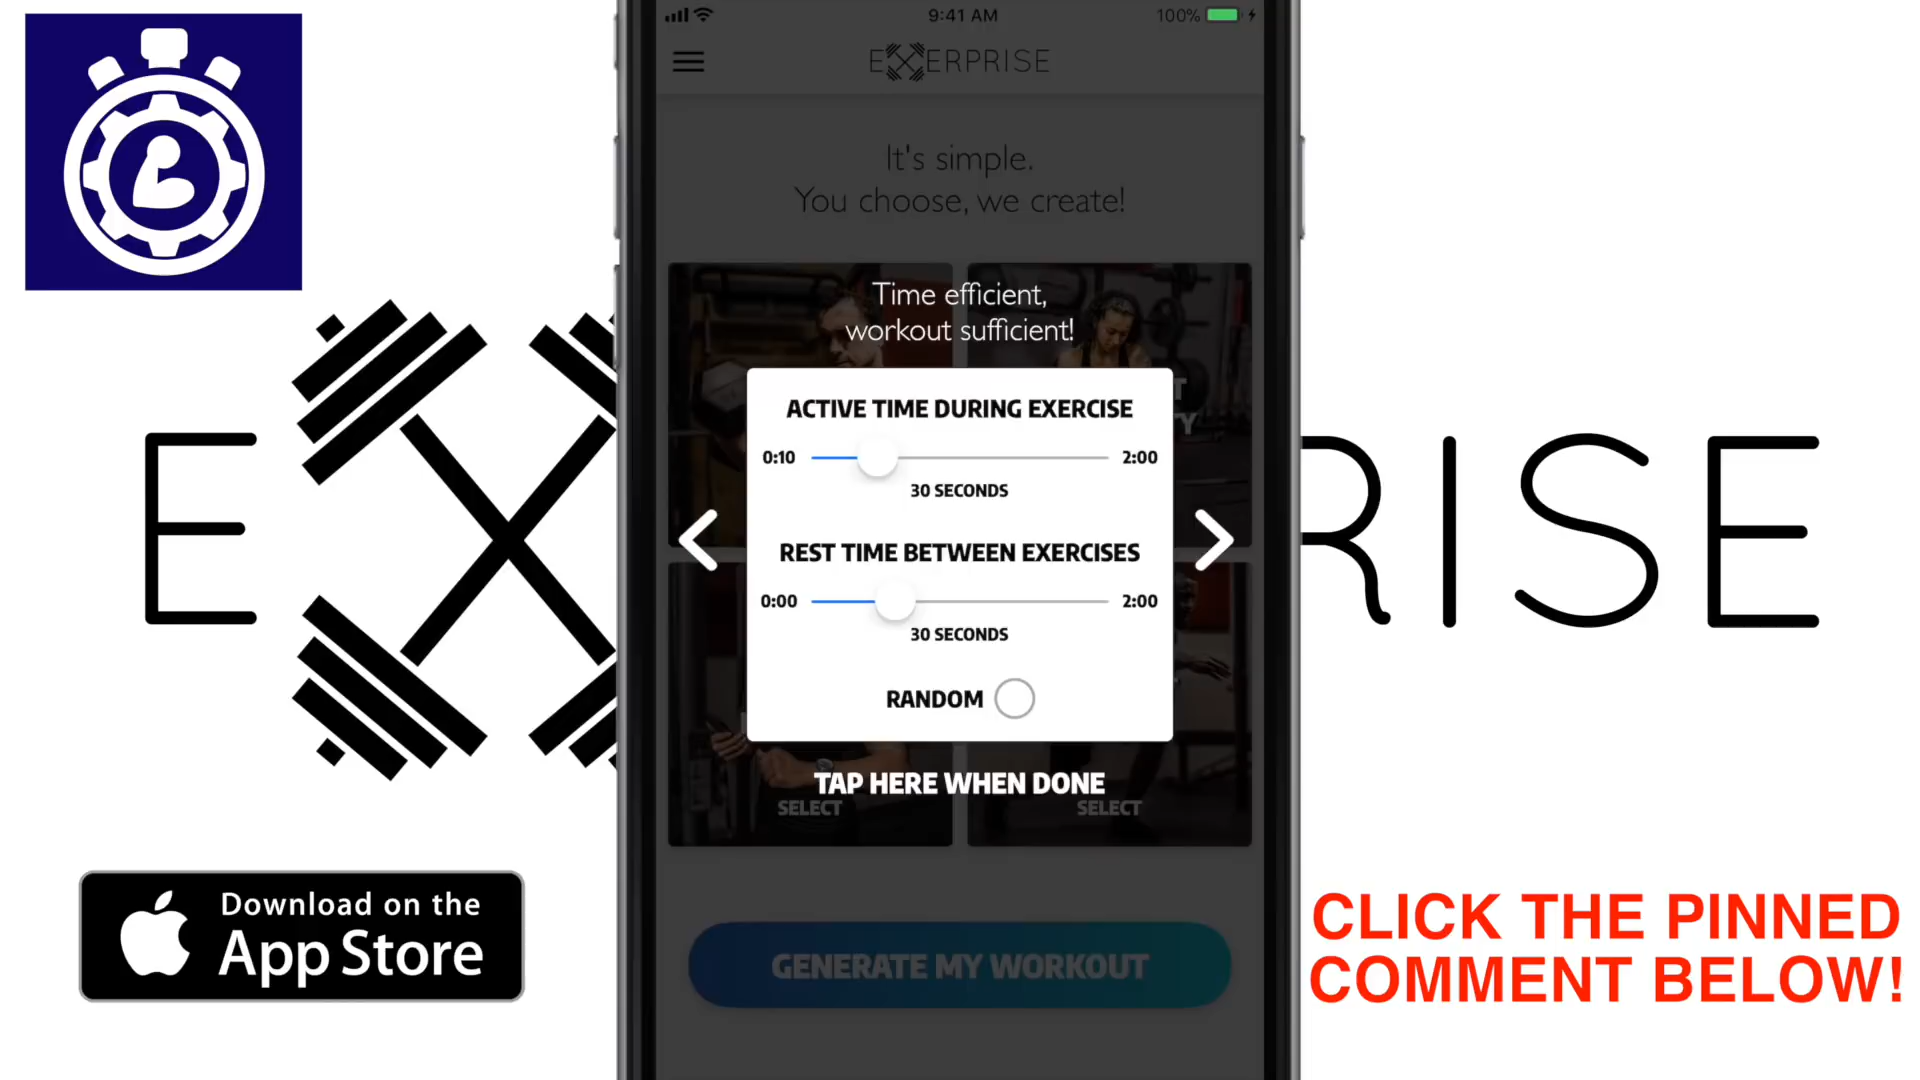 9:41 AM
100%
EXERPRISE
It's simple.
You choose, we create!
Time efficient,
workout sufficient!
ACTIVE TIME DURING EXERCISE
0:10
2:00
30 SECONDS
REST TIME BETWEEN EXERCISES
0:00
2:00
30 SECONDS
RANDOM
TAP HERE WHEN DONE
SELECT
SELECT
GENERATE MY WORKOUT
E
RISE
Download on the
App Store
CLICK THE PINNED
COMMENT BELOW!